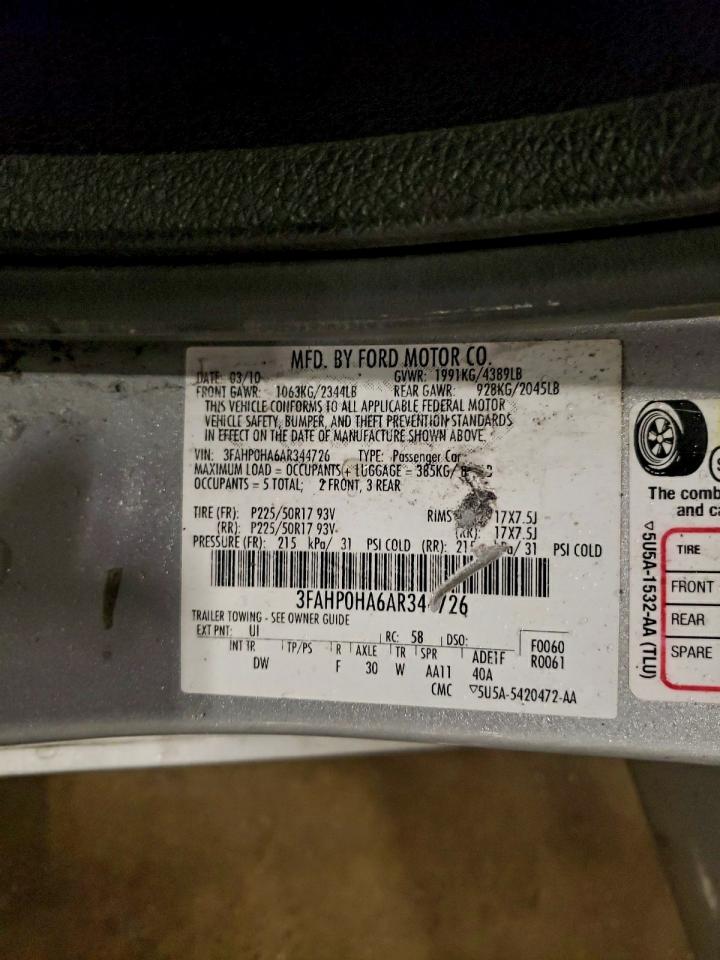 MFD. BY FORD MOTOR CO.
DATE: 03/10 GVWR: 1991KG/4389LB
FRONT GAWR: 1063KG/2344LB REAR GAWR: 928KG/2045LB
THIS VEHICLE CONFORMS TO ALL APPLICABLE FEDERAL MOTOR
VEHICLE SAFETY, BUMPER, AND THEFT PREVENTION STANDARDS
IN EFFECT ON THE DATE OF MANUFACTURE SHOWN ABOVE.
VIN: 3FAHP0HA6AR344726 TYPE: Passenger Car
MAXIMUM LOAD = OCCUPANTS + LUGGAGE = 385KG/
OCCUPANTS = 5 TOTAL; 2 FRONT, 3 REAR
TIRE (FR): P225/50R17 93V RIMS 17X7.5J
(RR): P225/50R17 93V (RR): 17X7.5J
PRESSURE (FR): 215 kPa/ 31 PSI COLD (RR): 215 kPa/ 31 PSI COLD
3FAHP0HA6AR344726
TRAILER TOWING - SEE OWNER GUIDE
EXT PNT: UI RC: 58 DSO: F0060
INT TR TP/PS R AXLE TR SPR ADE1F R0061
DW F 30 W AA11 40A
CMC ▽5U5A-5420472-AA
The comb
and ca
▽5U5A-1532-AA (TLU)
TIRE
FRONT
REAR
SPARE